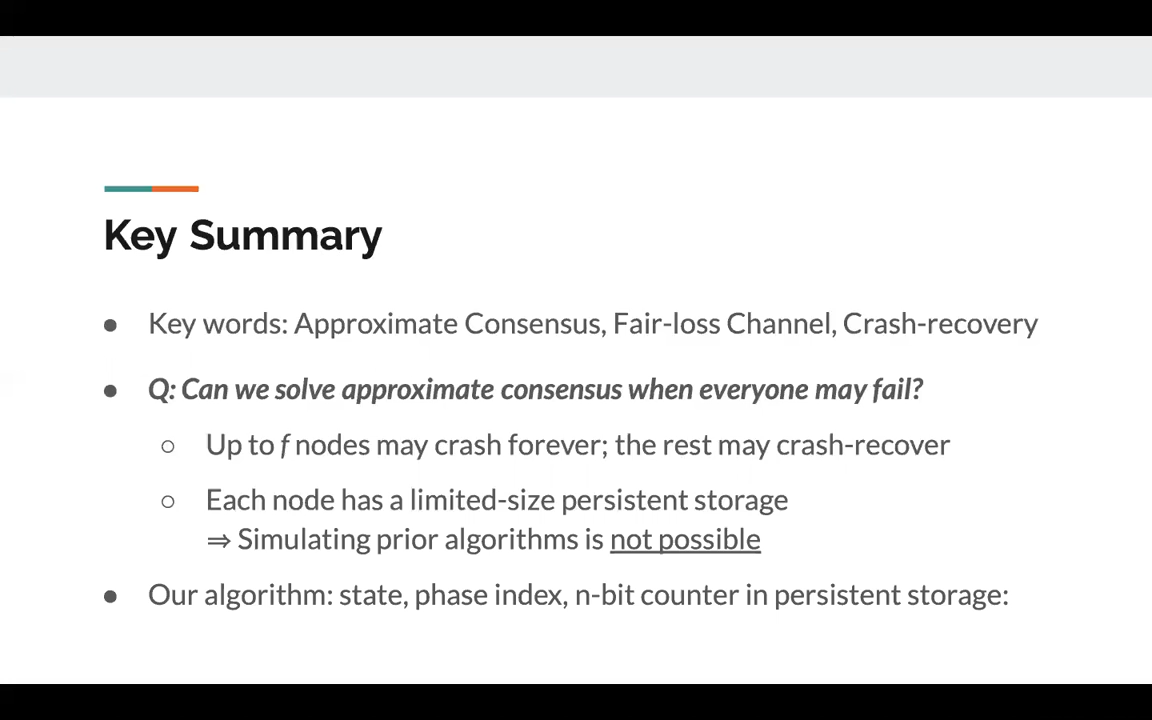 Key Summary
● Key words: Approximate Consensus, Fair-loss Channel, Crash-recovery
● Q: Can we solve approximate consensus when everyone may fail?
○ Up to f nodes may crash forever; the rest may crash-recover
○ Each node has a limited-size persistent storage
⇒ Simulating prior algorithms is not possible
● Our algorithm: state, phase index, n-bit counter in persistent storage: